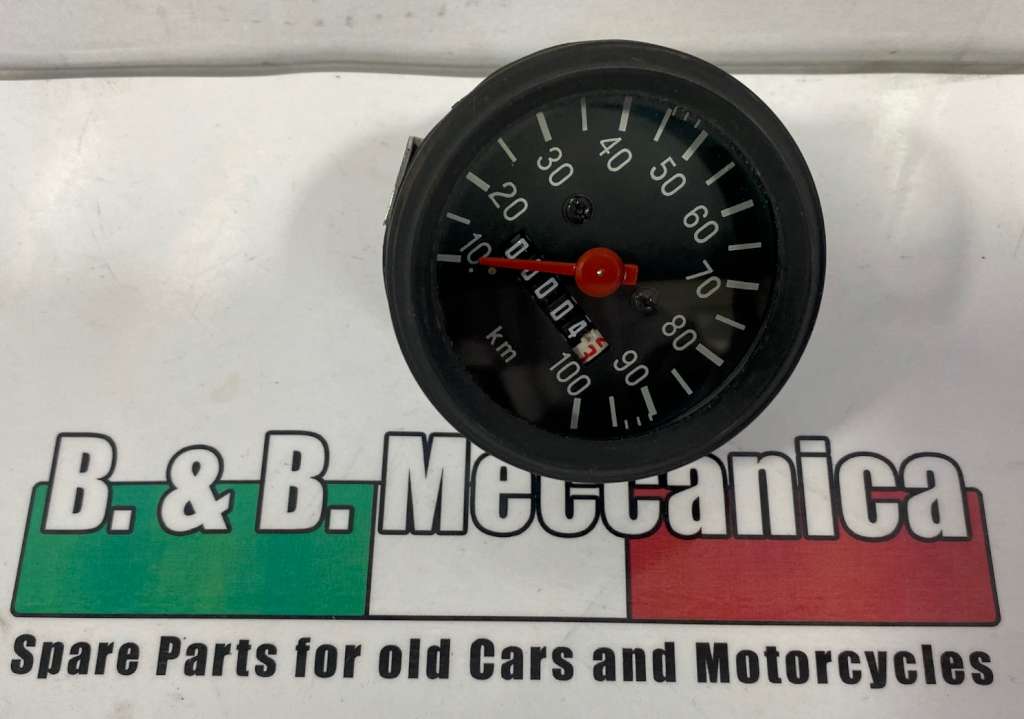 10 20 30 40 50 60 70 80 90 100
00004
km
B. & B. Meccanica
Spare Parts for old Cars and Motorcycles